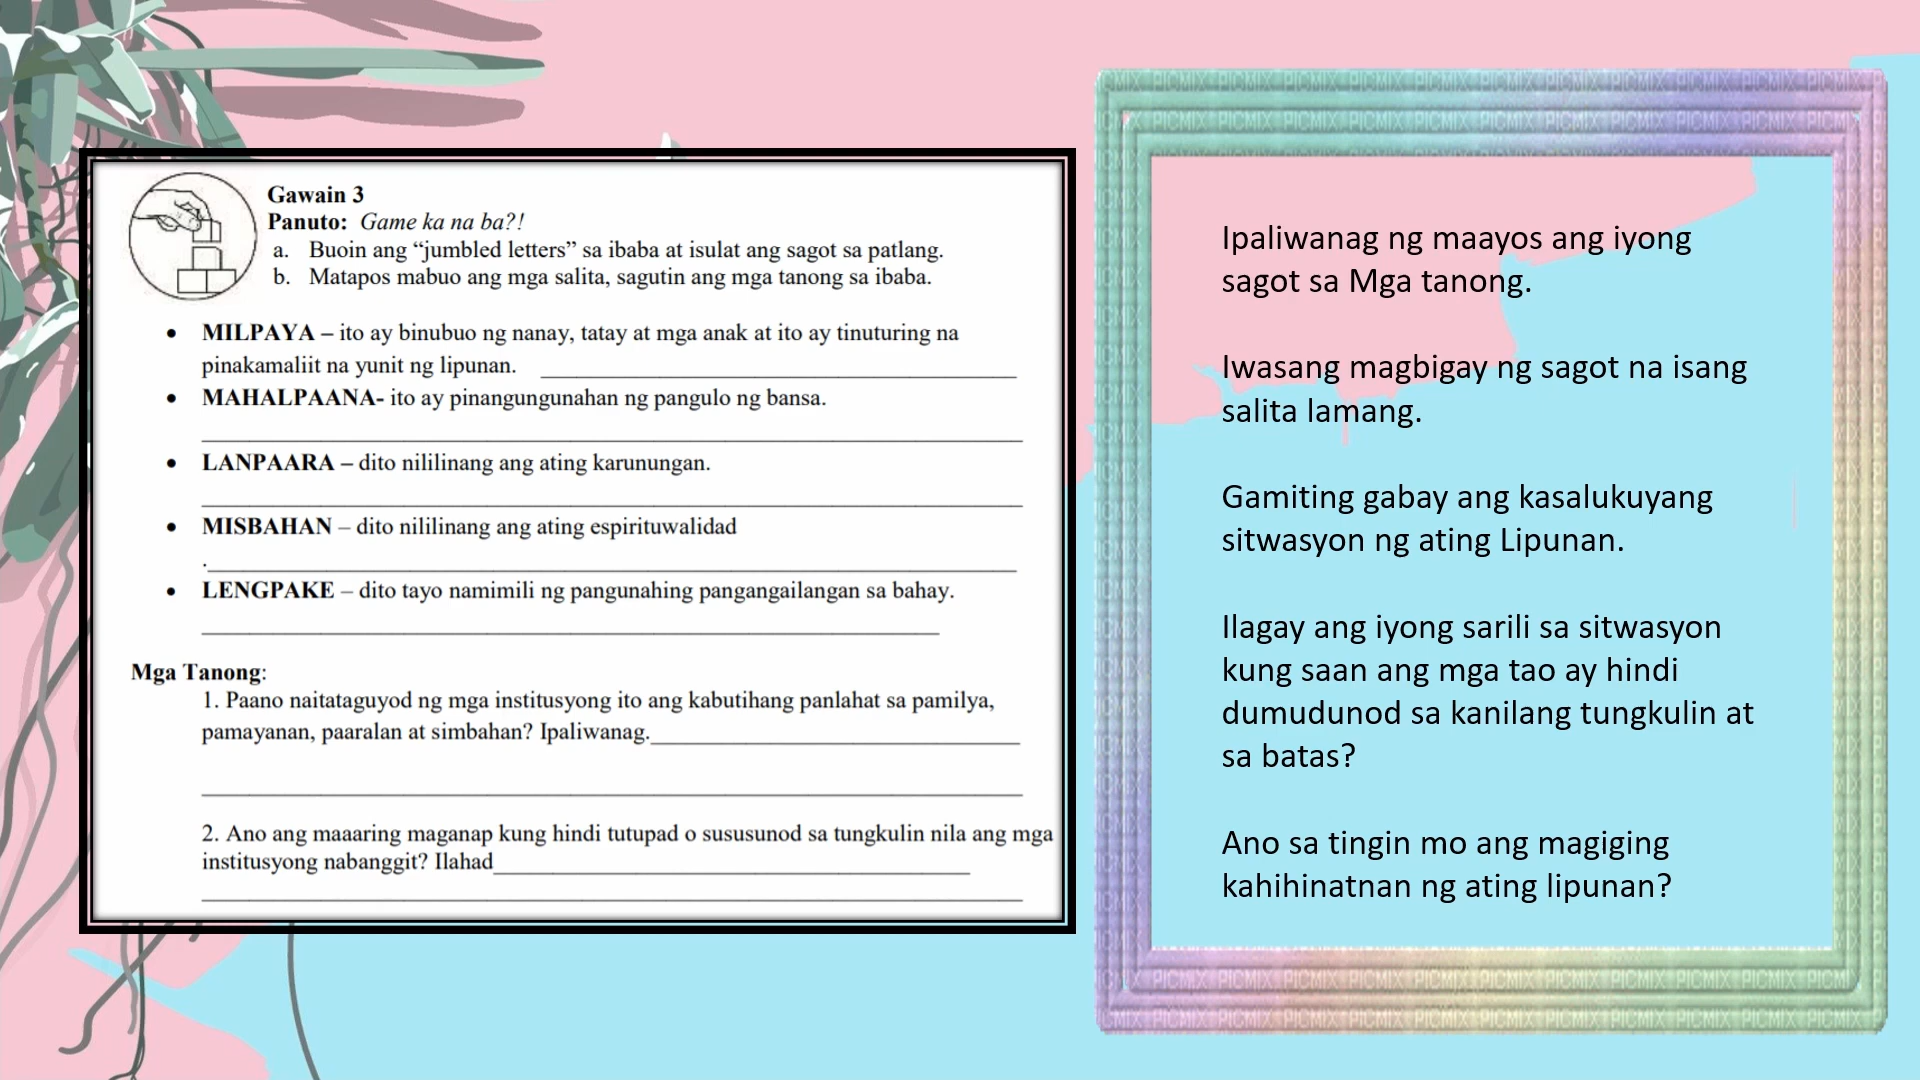 Gawain 3
Panuto: Game ka na ba?!
a. Buoin ang “jumbled letters” sa ibaba at isulat ang sagot sa patlang.
b. Matapos mabuo ang mga salita, sagutin ang mga tanong sa ibaba.
• MILPAYA – ito ay binubuo ng nanay, tatay at mga anak at ito ay tinuturing na
pinakamaliit na yunit ng lipunan. ____________________
• MAHALPAANA- ito ay pinangungunahan ng pangulo ng bansa.
• LANPAARA – dito nililinang ang ating karunungan.
• MISBAHAN – dito nililinang ang ating espirituwalidad
.____________________
• LENGPAKE – dito tayo namimili ng pangunahing pangangailangan sa bahay.
Mga Tanong:
1. Paano naitataguyod ng mga institusyong ito ang kabutihang panlahat sa pamilya,
pamayanan, paaralan at simbahan? Ipaliwanag.____________________
2. Ano ang maaaring maganap kung hindi tutupad o sususunod sa tungkulin nila ang mga
institusyong nabanggit? Ilahad____________________
Ipaliwanag ng maayos ang iyong
sagot sa Mga tanong.
Iwasang magbigay ng sagot na isang
salita lamang.
Gamiting gabay ang kasalukuyang
sitwasyon ng ating Lipunan.
Ilagay ang iyong sarili sa sitwasyon
kung saan ang mga tao ay hindi
dumudunod sa kanilang tungkulin at
sa batas?
Ano sa tingin mo ang magiging
kahihinatnan ng ating lipunan?